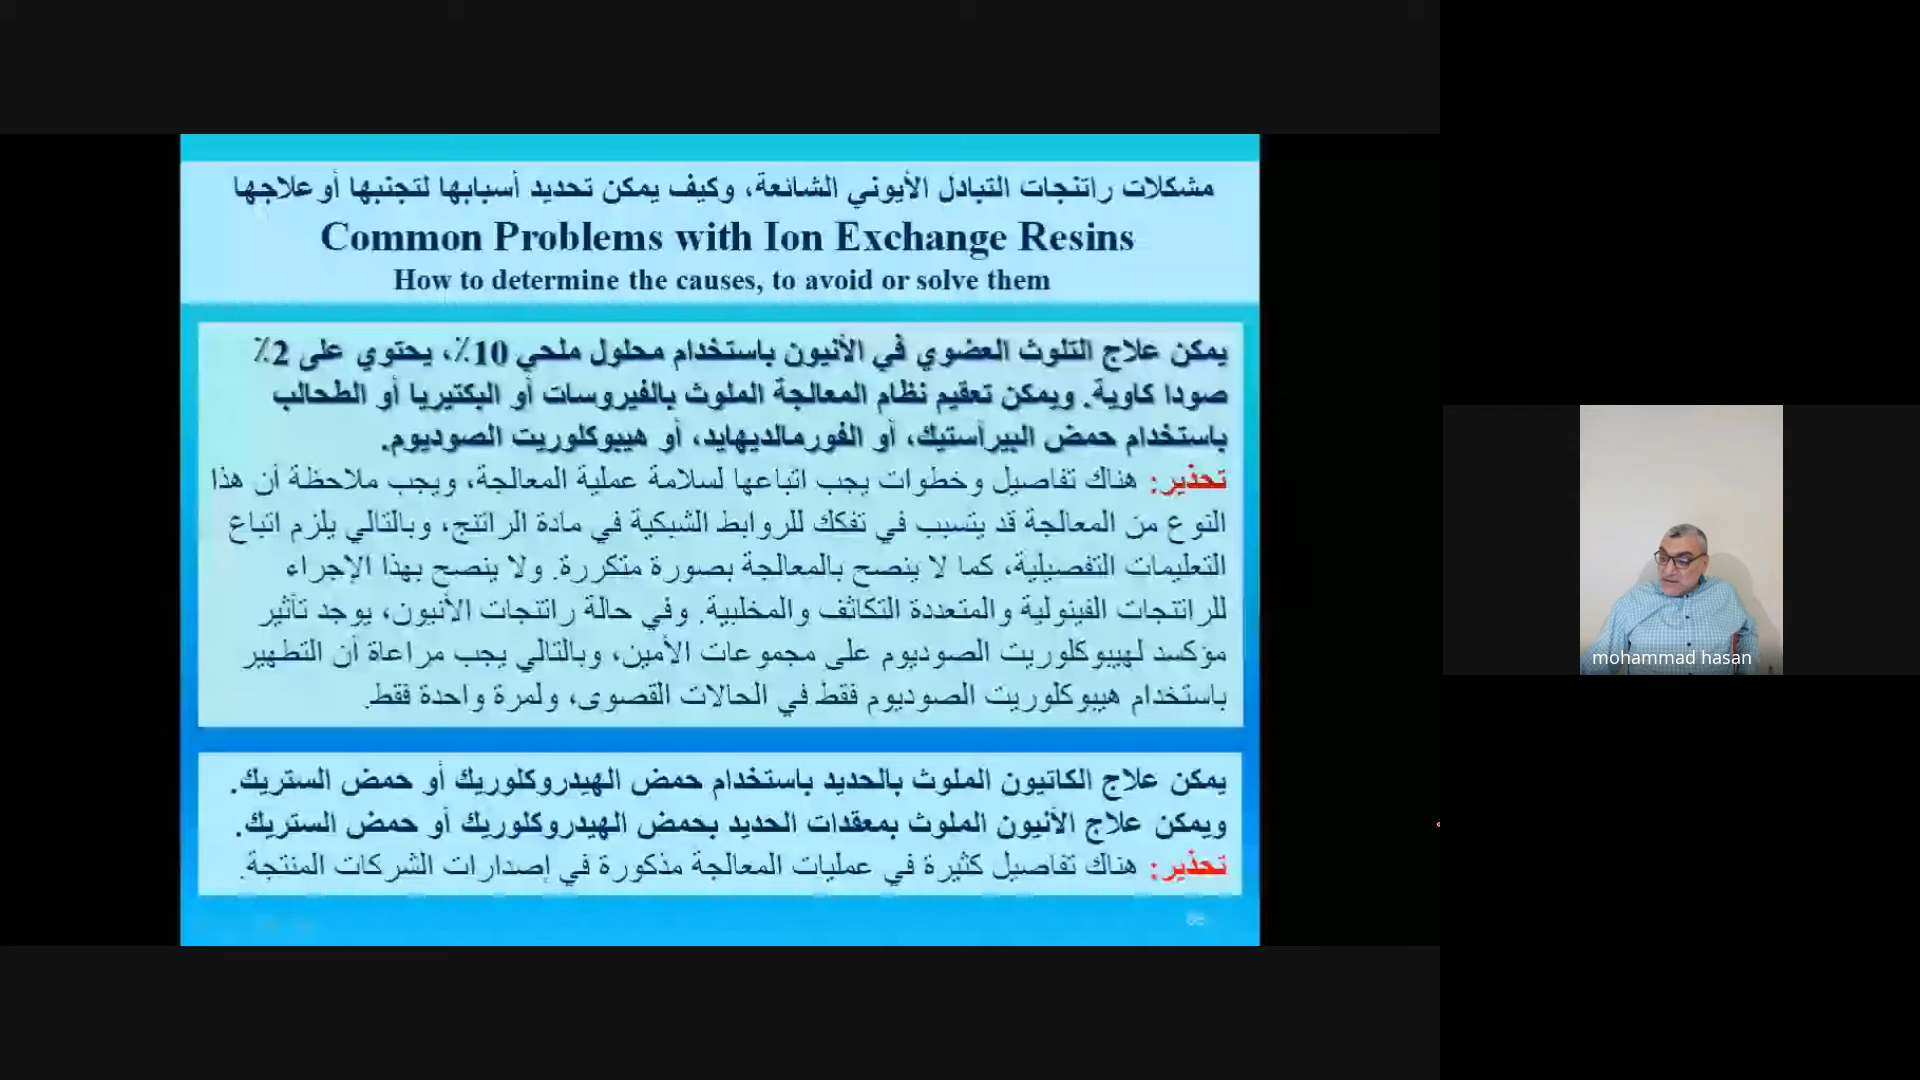 مشكلات راتنجات التبادل الأيوني الشائعة، وكيف يمكن تحديد أسبابها لتجنبها أو علاجها
Common Problems with Ion Exchange Resins
How to determine the causes, to avoid or solve them
يمكن علاج التلوث العضوي في الأنيون باستخدام محلول ملحي 10٪، يحتوي على 2٪
صودا كاوية. ويمكن تعقيم نظام المعالجة الملوث بالفيروسات أو البكتيريا أو الطحالب
باستخدام حمض البيرأستيك، أو الفورمالديهايد، أو هيبوكلوريت الصوديوم.
تحذير: هناك تفاصيل وخطوات يجب اتباعها لسلامة عملية المعالجة، ويجب ملاحظة أن هذا
النوع من المعالجة قد يتسبب في تفكك للروابط الشبكية في مادة الراتنج، وبالتالي يلزم اتباع
التعليمات التفصيلية، كما لا ينصح بالمعالجة بصورة متكررة. ولا ينصح بهذا الإجراء
للراتنجات الفينولية والمتعددة التكاثف والمخلبية. وفي حالة راتنجات الأنيون، يوجد تأثير
مؤكسد لهيبوكلوريت الصوديوم على مجموعات الأمين، وبالتالي يجب مراعاة أن التطهير
باستخدام هيبوكلوريت الصوديوم فقط في الحالات القصوى، ولمرة واحدة فقط.
يمكن علاج الكاتيون الملوث بالحديد باستخدام حمض الهيدروكلوريك أو حمض الستريك.
ويمكن علاج الأنيون الملوث بمعقدات الحديد بحمض الهيدروكلوريك أو حمض الستريك.
تحذير: هناك تفاصيل كثيرة في عمليات المعالجة مذكورة في إصدارات الشركات المنتجة.
mohammad hasan